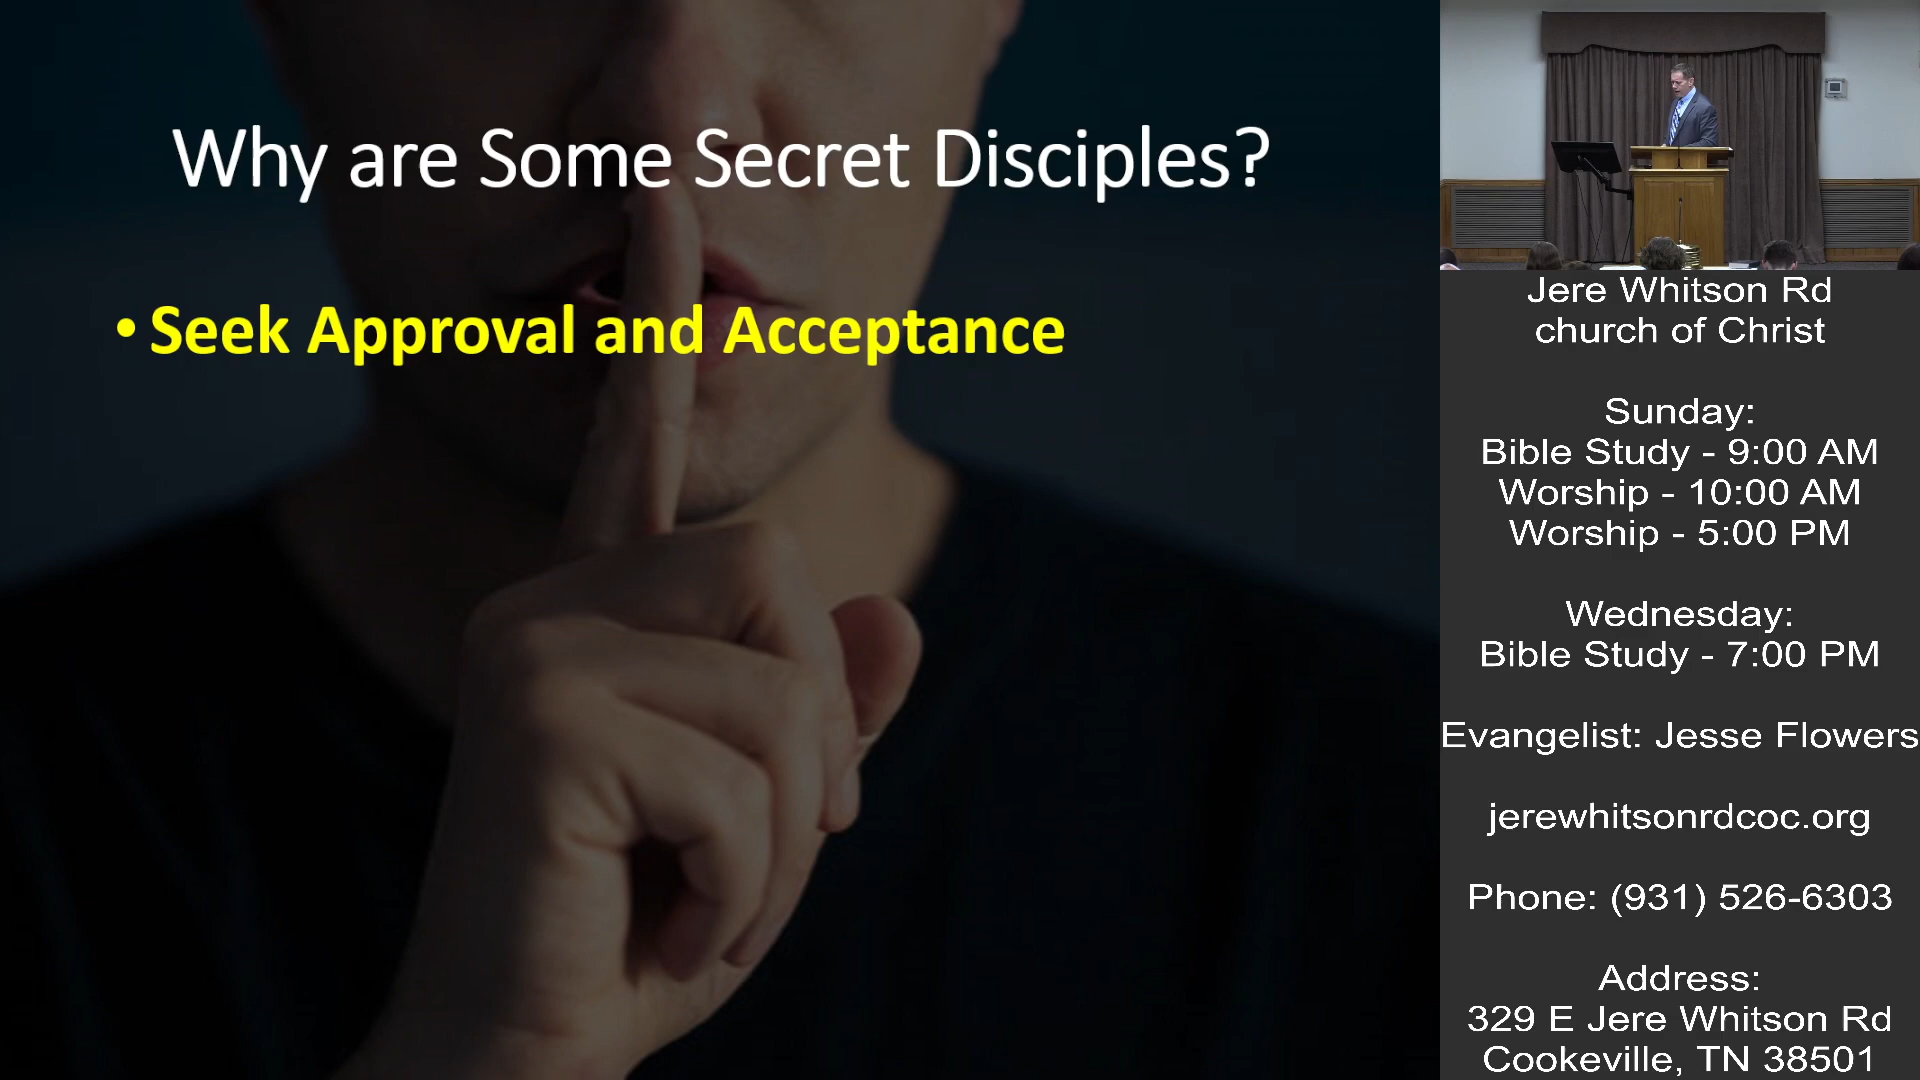 Why are Some Secret Disciples?
• Seek Approval and Acceptance
Jere Whitson Rd
church of Christ
Sunday:
Bible Study - 9:00 AM
Worship - 10:00 AM
Worship - 5:00 PM
Wednesday:
Bible Study - 7:00 PM
Evangelist: Jesse Flowers
jerewhitsonrdcoc.org
Phone: (931) 526-6303
Address:
329 E Jere Whitson Rd
Cookeville, TN 38501